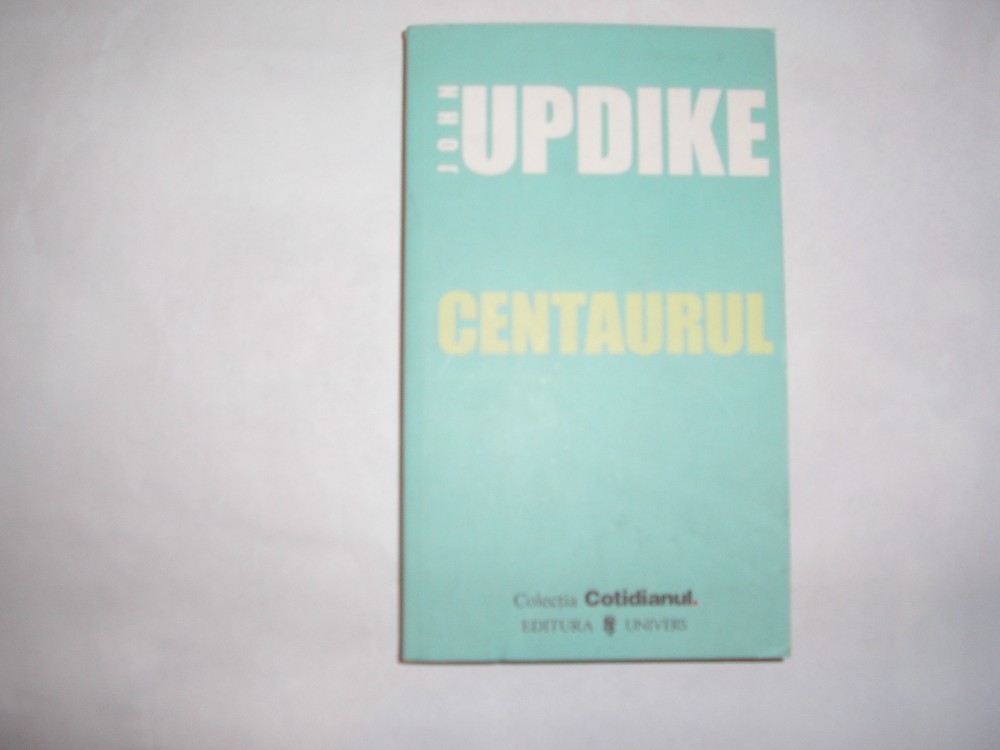 JOHN
UPDIKE
CENTAURUL
Colecția Cotidianul.
EDITURA UNIVERS